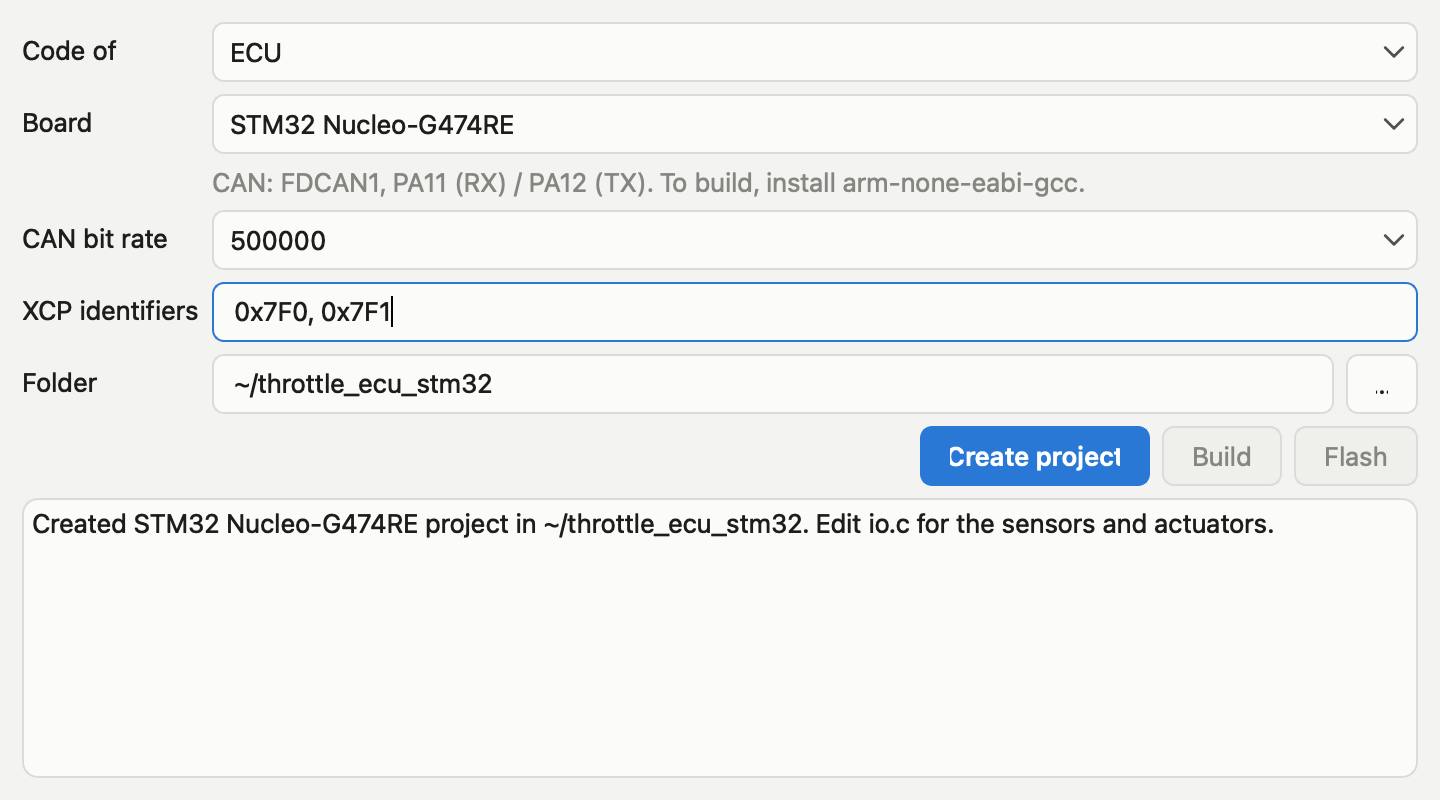 Code of ECU
Board STM32 Nucleo-G474RE
CAN: FDCAN1, PA11 (RX) / PA12 (TX). To build, install arm-none-eabi-gcc.
CAN bit rate 500000
XCP identifiers 0x7F0, 0x7F1
Folder ~/throttle_ecu_stm32 ...
Create project Build Flash
Created STM32 Nucleo-G474RE project in ~/throttle_ecu_stm32. Edit io.c for the sensors and actuators.